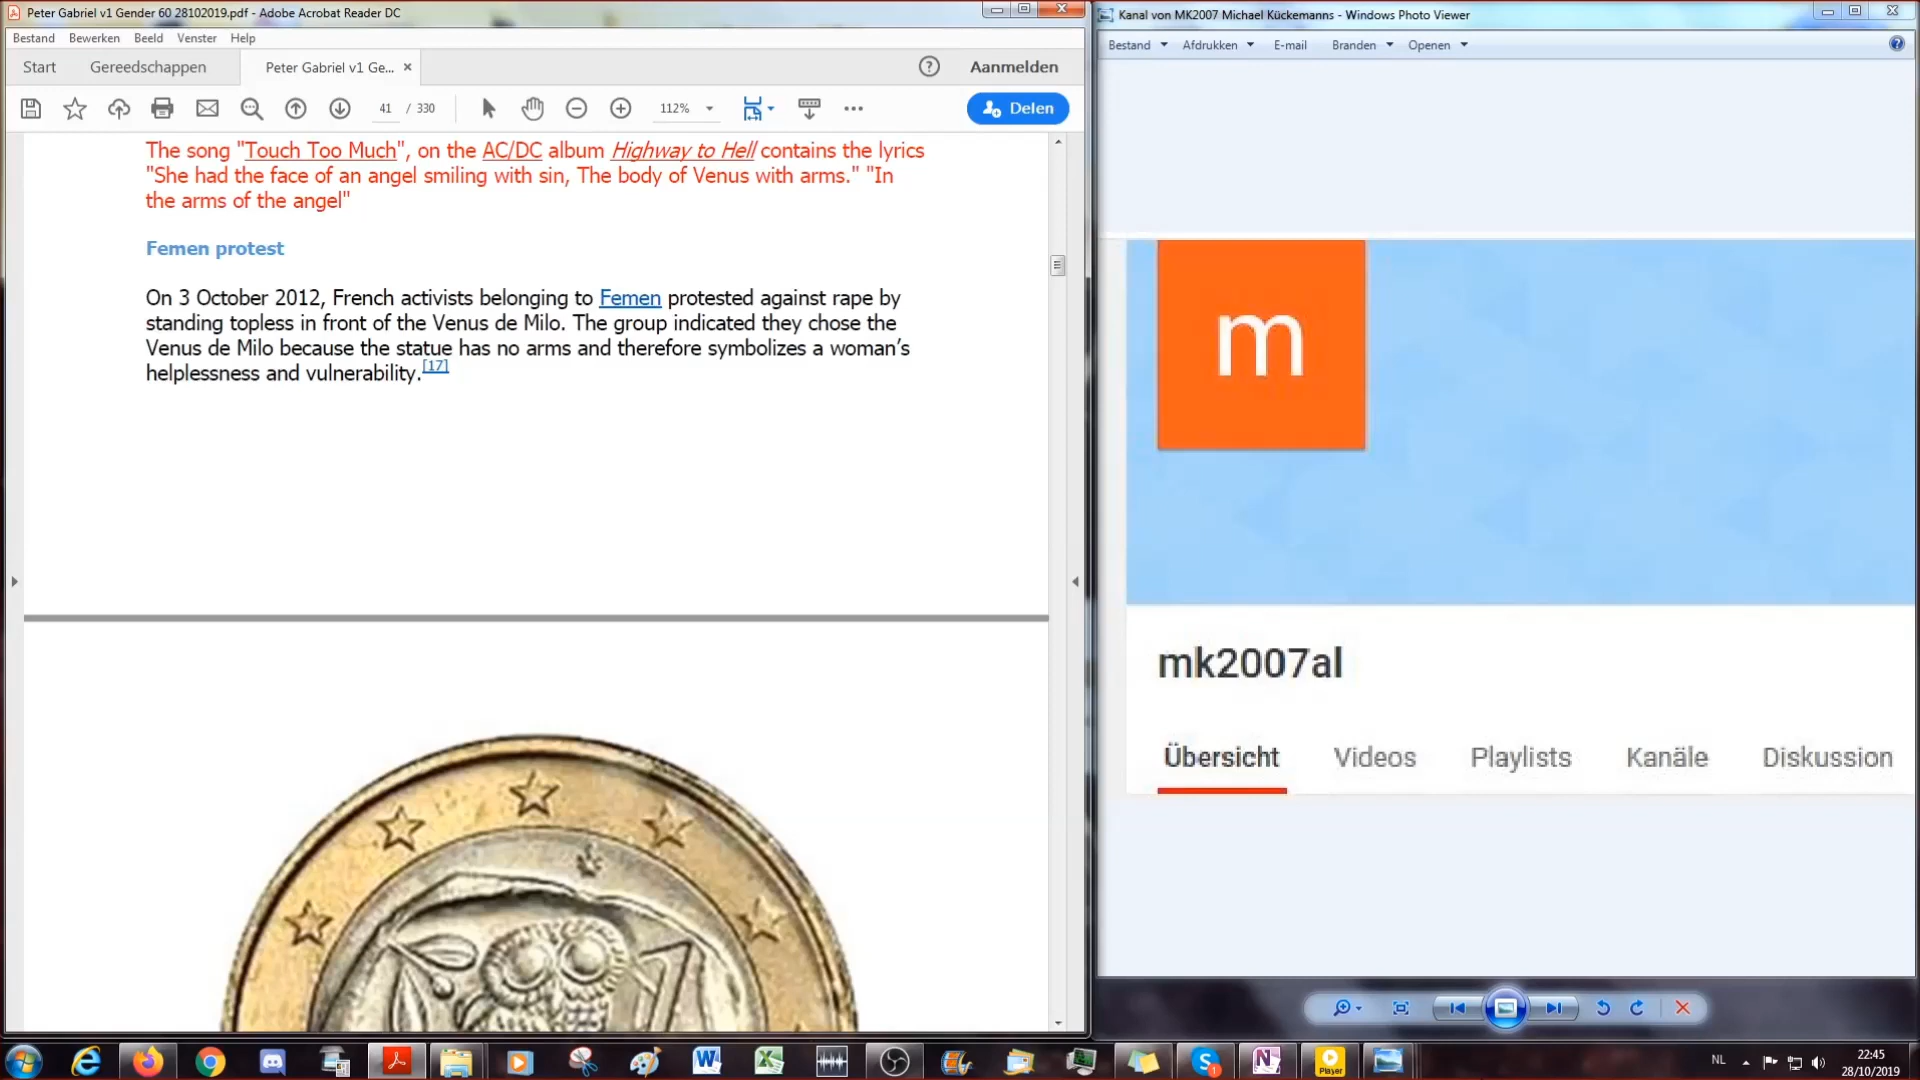 Peter Gabriel v1 Gender 60 28102019.pdf - Adobe Acrobat Reader DC
Bestand Bewerken Beeld Venster Help
Start Gereedschappen Peter Gabriel v1 Ge... × Aanmelden
41 / 330 112% Delen
The song "Touch Too Much", on the AC/DC album Highway to Hell contains the lyrics
"She had the face of an angel smiling with sin, The body of Venus with arms." "In
the arms of the angel"
Femen protest
On 3 October 2012, French activists belonging to Femen protested against rape by
standing topless in front of the Venus de Milo. The group indicated they chose the
Venus de Milo because the statue has no arms and therefore symbolizes a woman’s
helplessness and vulnerability.[17]
Kanal von MK2007 Michael Kückemanns - Windows Photo Viewer
Bestand Afdrukken E-mail Branden Openen
m
mk2007al
Übersicht Videos Playlists Kanäle Diskussion
Player
NL
22:45
28/10/2019